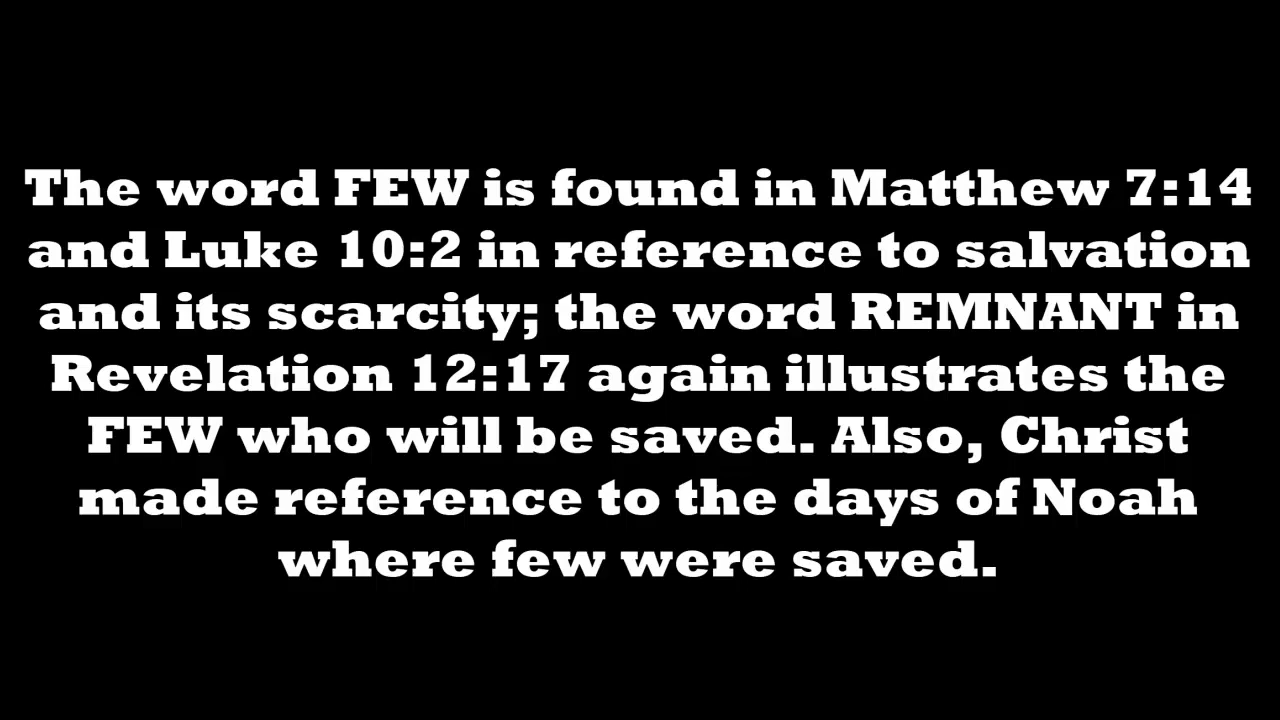 The word FEW is found in Matthew 7:14
and Luke 10:2 in reference to salvation
and its scarcity; the word REMNANT in
Revelation 12:17 again illustrates the
FEW who will be saved. Also, Christ
made reference to the days of Noah
where few were saved.